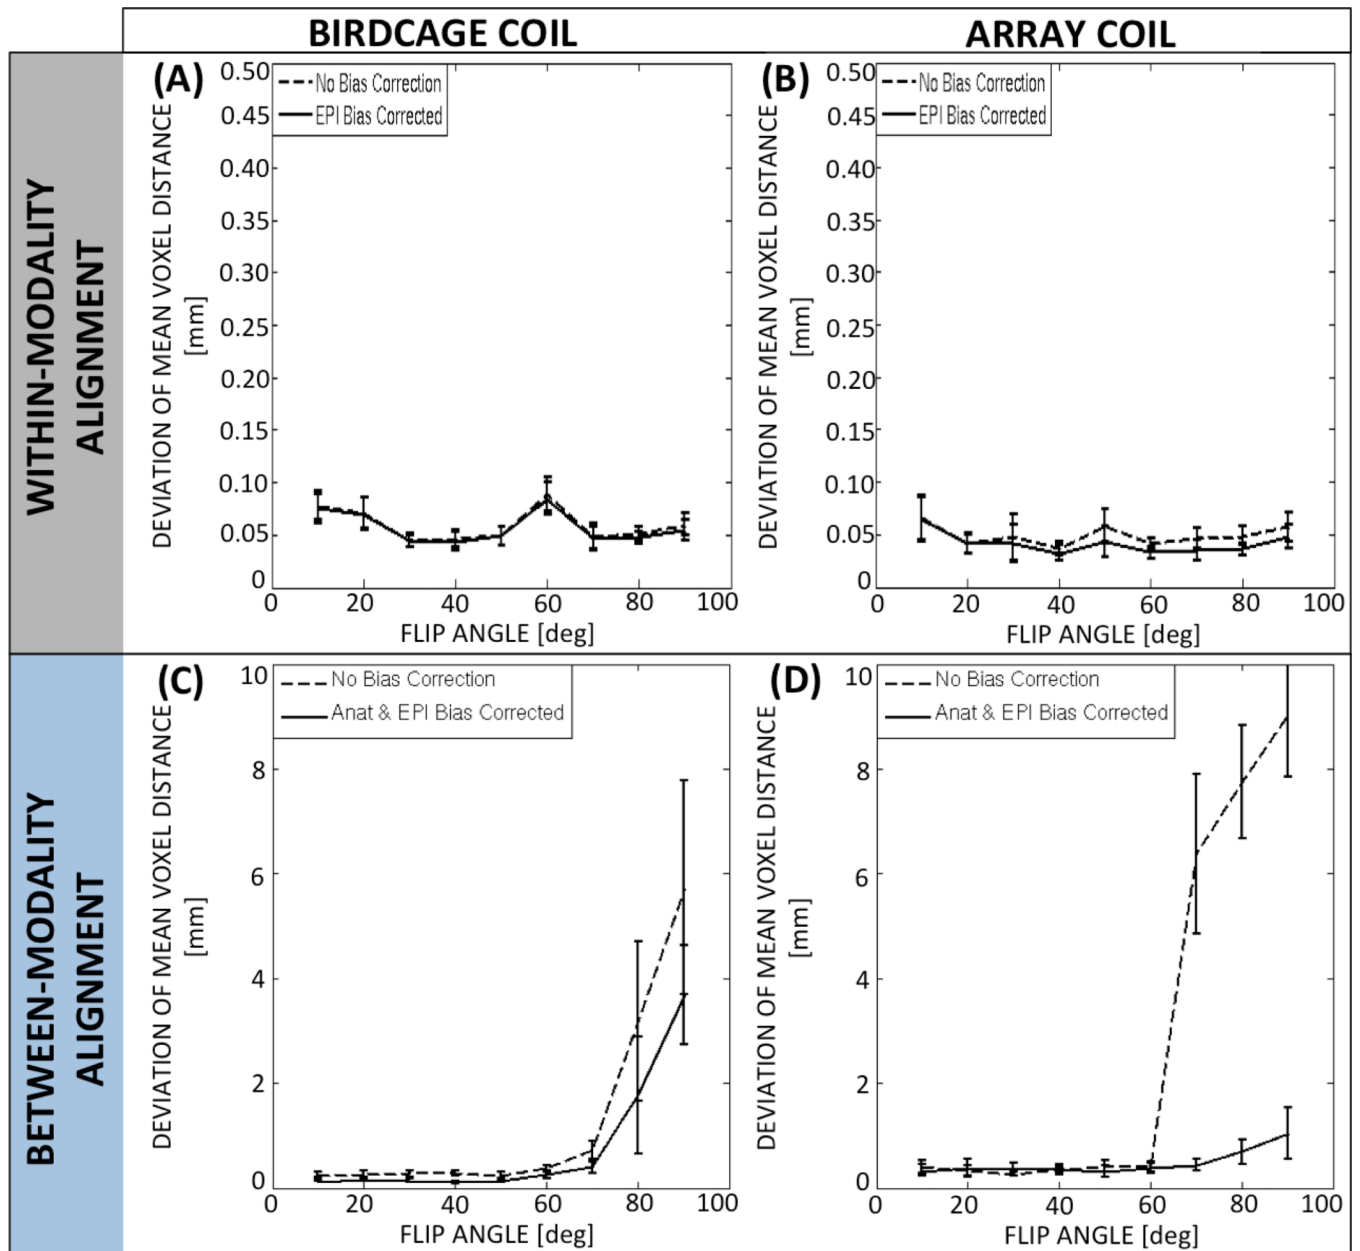 BIRDCAGE COIL
ARRAY COIL
WITHIN-MODALITY
ALIGNMENT
(A)
No Bias Correction
EPI Bias Corrected
DEVIATION OF MEAN VOXEL DISTANCE
[mm]
0.50
0.45
0.40
0.35
0.30
0.25
0.20
0.15
0.10
0.05
0
0 20 40 60 80 100
FLIP ANGLE [deg]
(B)
No Bias Correction
EPI Bias Corrected
DEVIATION OF MEAN VOXEL DISTANCE
[mm]
0.50
0.45
0.40
0.35
0.30
0.25
0.20
0.15
0.10
0.05
0
0 20 40 60 80 100
FLIP ANGLE [deg]
BETWEEN-MODALITY
ALIGNMENT
(C)
No Bias Correction
Anat & EPI Bias Corrected
DEVIATION OF MEAN VOXEL DISTANCE
[mm]
10
8
6
4
2
0
0 20 40 60 80 100
FLIP ANGLE [deg]
(D)
No Bias Correction
Anat & EPI Bias Corrected
DEVIATION OF MEAN VOXEL DISTANCE
[mm]
10
8
6
4
2
0
0 20 40 60 80 100
FLIP ANGLE [deg]